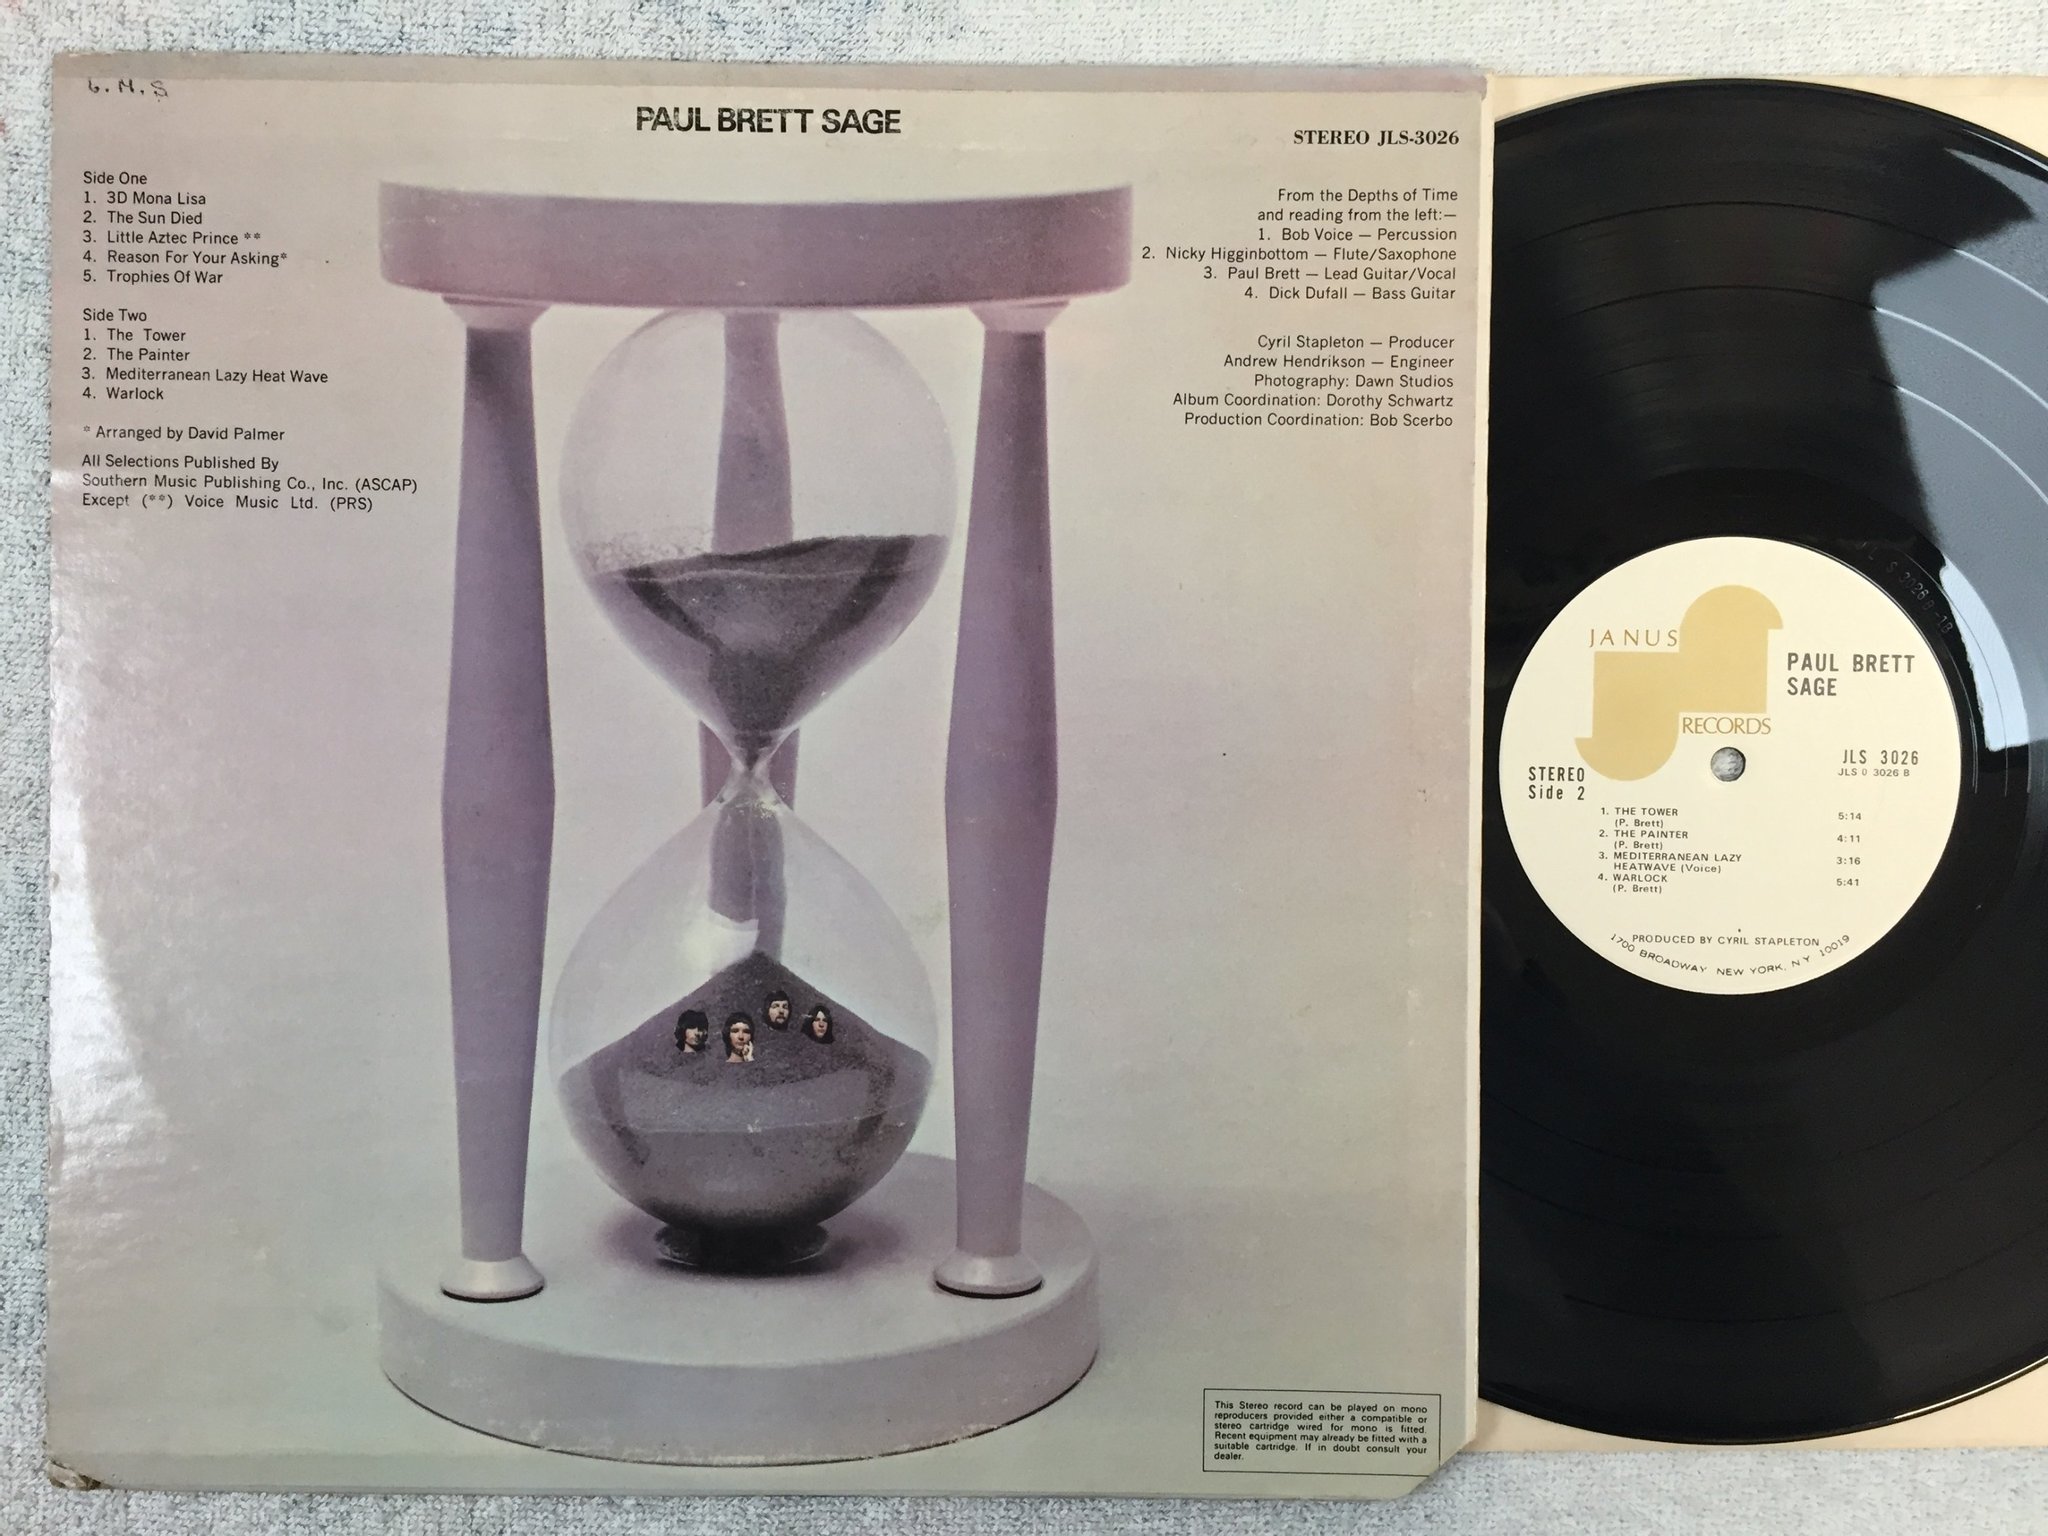 L.M.S
PAUL BRETT SAGE
STEREO JLS-3026
Side One
1. 3D Mona Lisa
2. The Sun Died
3. Little Aztec Prince **
4. Reason For Your Asking*
5. Trophies Of War
Side Two
1. The Tower
2. The Painter
3. Mediterranean Lazy Heat Wave
4. Warlock
* Arranged by David Palmer
All Selections Published By
Southern Music Publishing Co., Inc. (ASCAP)
Except (**) Voice Music Ltd. (PRS)
From the Depths of Time
and reading from the left:—
1. Bob Voice — Percussion
2. Nicky Higginbottom — Flute/Saxophone
3. Paul Brett — Lead Guitar/Vocal
4. Dick Dufall — Bass Guitar
Cyril Stapleton — Producer
Andrew Hendrikson — Engineer
Photography: Dawn Studios
Album Coordination: Dorothy Schwartz
Production Coordination: Bob Scerbo
This Stereo record can be played on mono
reproducers provided either a compatible or
stereo cartridge wired for mono is fitted.
Recent equipment may already be fitted with a
suitable cartridge. If in doubt consult your
dealer.
JLS 3026 B-1B
JANUS
RECORDS
PAUL BRETT
SAGE
JLS 3026
JLS 0 3026 B
STEREO
Side 2
1. THE TOWER
(P. Brett) 5:14
2. THE PAINTER
(P. Brett) 4:11
3. MEDITERRANEAN LAZY 3:16
HEATWAVE (Voice)
4. WARLOCK 5:41
(P. Brett)
PRODUCED BY CYRIL STAPLETON
1700 BROADWAY NEW YORK, N.Y. 10019